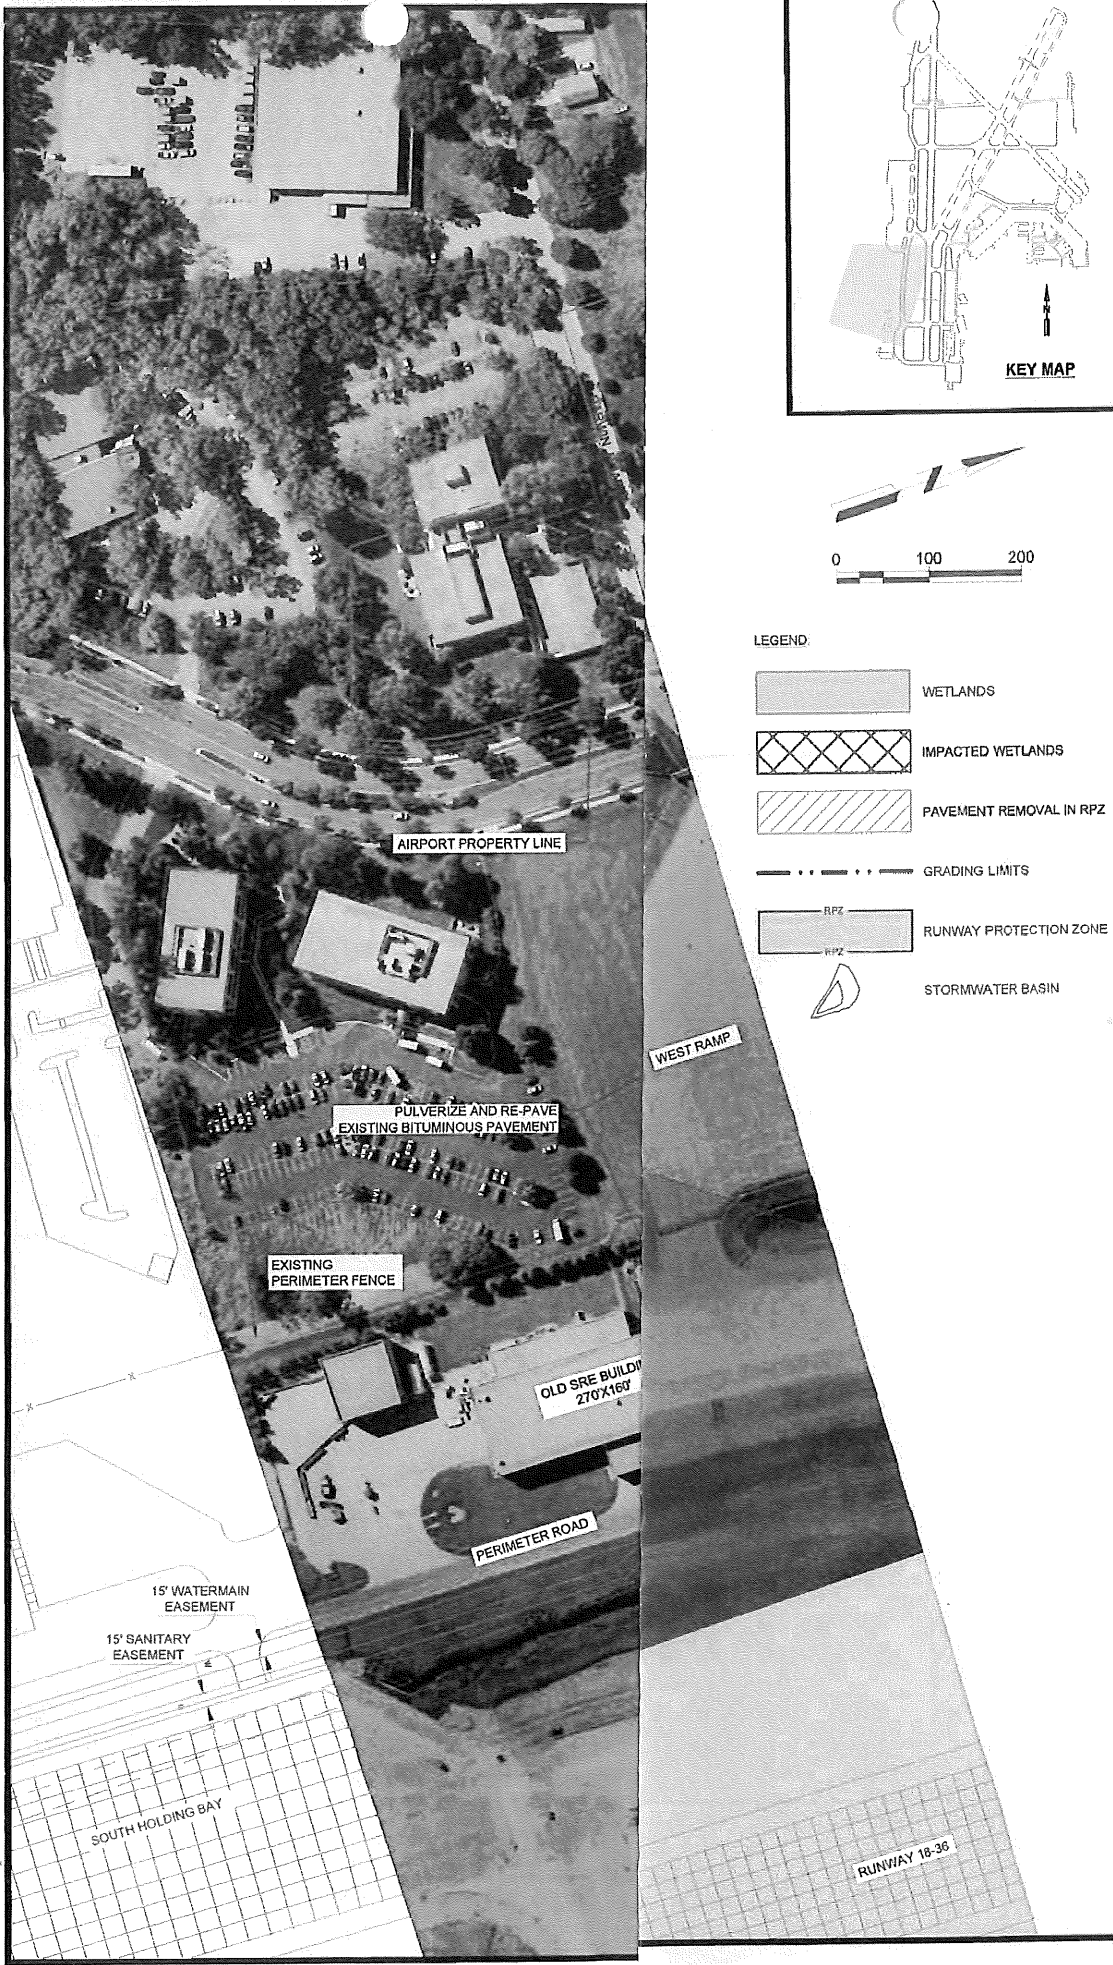 N
KEY MAP
0 100 200
LEGEND:
WETLANDS
IMPACTED WETLANDS
PAVEMENT REMOVAL IN RPZ
GRADING LIMITS
RPZ
RUNWAY PROTECTION ZONE
RPZ
STORMWATER BASIN
AIRPORT PROPERTY LINE
WEST RAMP
PULVERIZE AND RE-PAVE
EXISTING BITUMINOUS PAVEMENT
EXISTING
PERIMETER FENCE
X
X
OLD SRE BUILDI
270'X160'
PERIMETER ROAD
15' WATERMAIN
EASEMENT
15' SANITARY
EASEMENT
SOUTH HOLDING BAY
RUNWAY 18-36